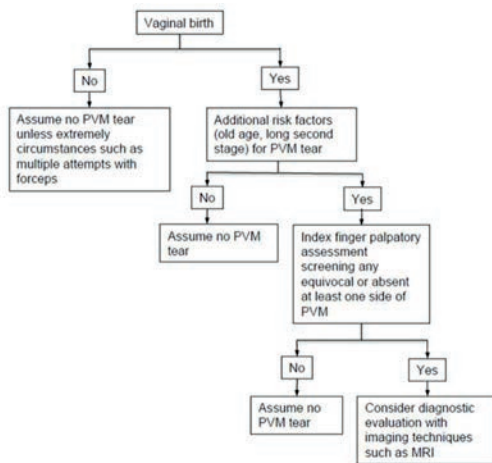 Vaginal birth
No
Yes
Assume no PVM tear
unless extremely
circumstances such as
multiple attempts with
forceps
Additional risk factors
(old age, long second
stage) for PVM tear
No
Yes
Assume no PVM
tear
Index finger palpatory
assessment
screening any
equivocal or absent
at least one side of
PVM
No
Yes
Assume no
PVM tear
Consider diagnostic
evaluation with
imaging techniques
such as MRI